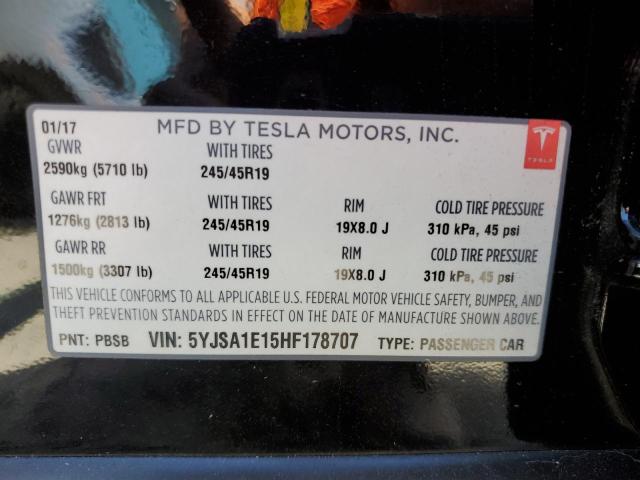 01/17 MFD BY TESLA MOTORS, INC.
GVWR WITH TIRES
2590kg (5710 lb) 245/45R19
GAWR FRT WITH TIRES RIM COLD TIRE PRESSURE
1276kg (2813 lb) 245/45R19 19X8.0 J 310 kPa, 45 psi
GAWR RR WITH TIRES RIM COLD TIRE PRESSURE
1500kg (3307 lb) 245/45R19 19X8.0 J 310 kPa, 45 psi
THIS VEHICLE CONFORMS TO ALL APPLICABLE U.S. FEDERAL MOTOR VEHICLE SAFETY, BUMPER, AND
THEFT PREVENTION STANDARDS IN EFFECT ON THE DATE OF MANUFACTURE SHOWN ABOVE.
PNT: PBSB VIN: 5YJSA1E15HF178707 TYPE: PASSENGER CAR
TESLA